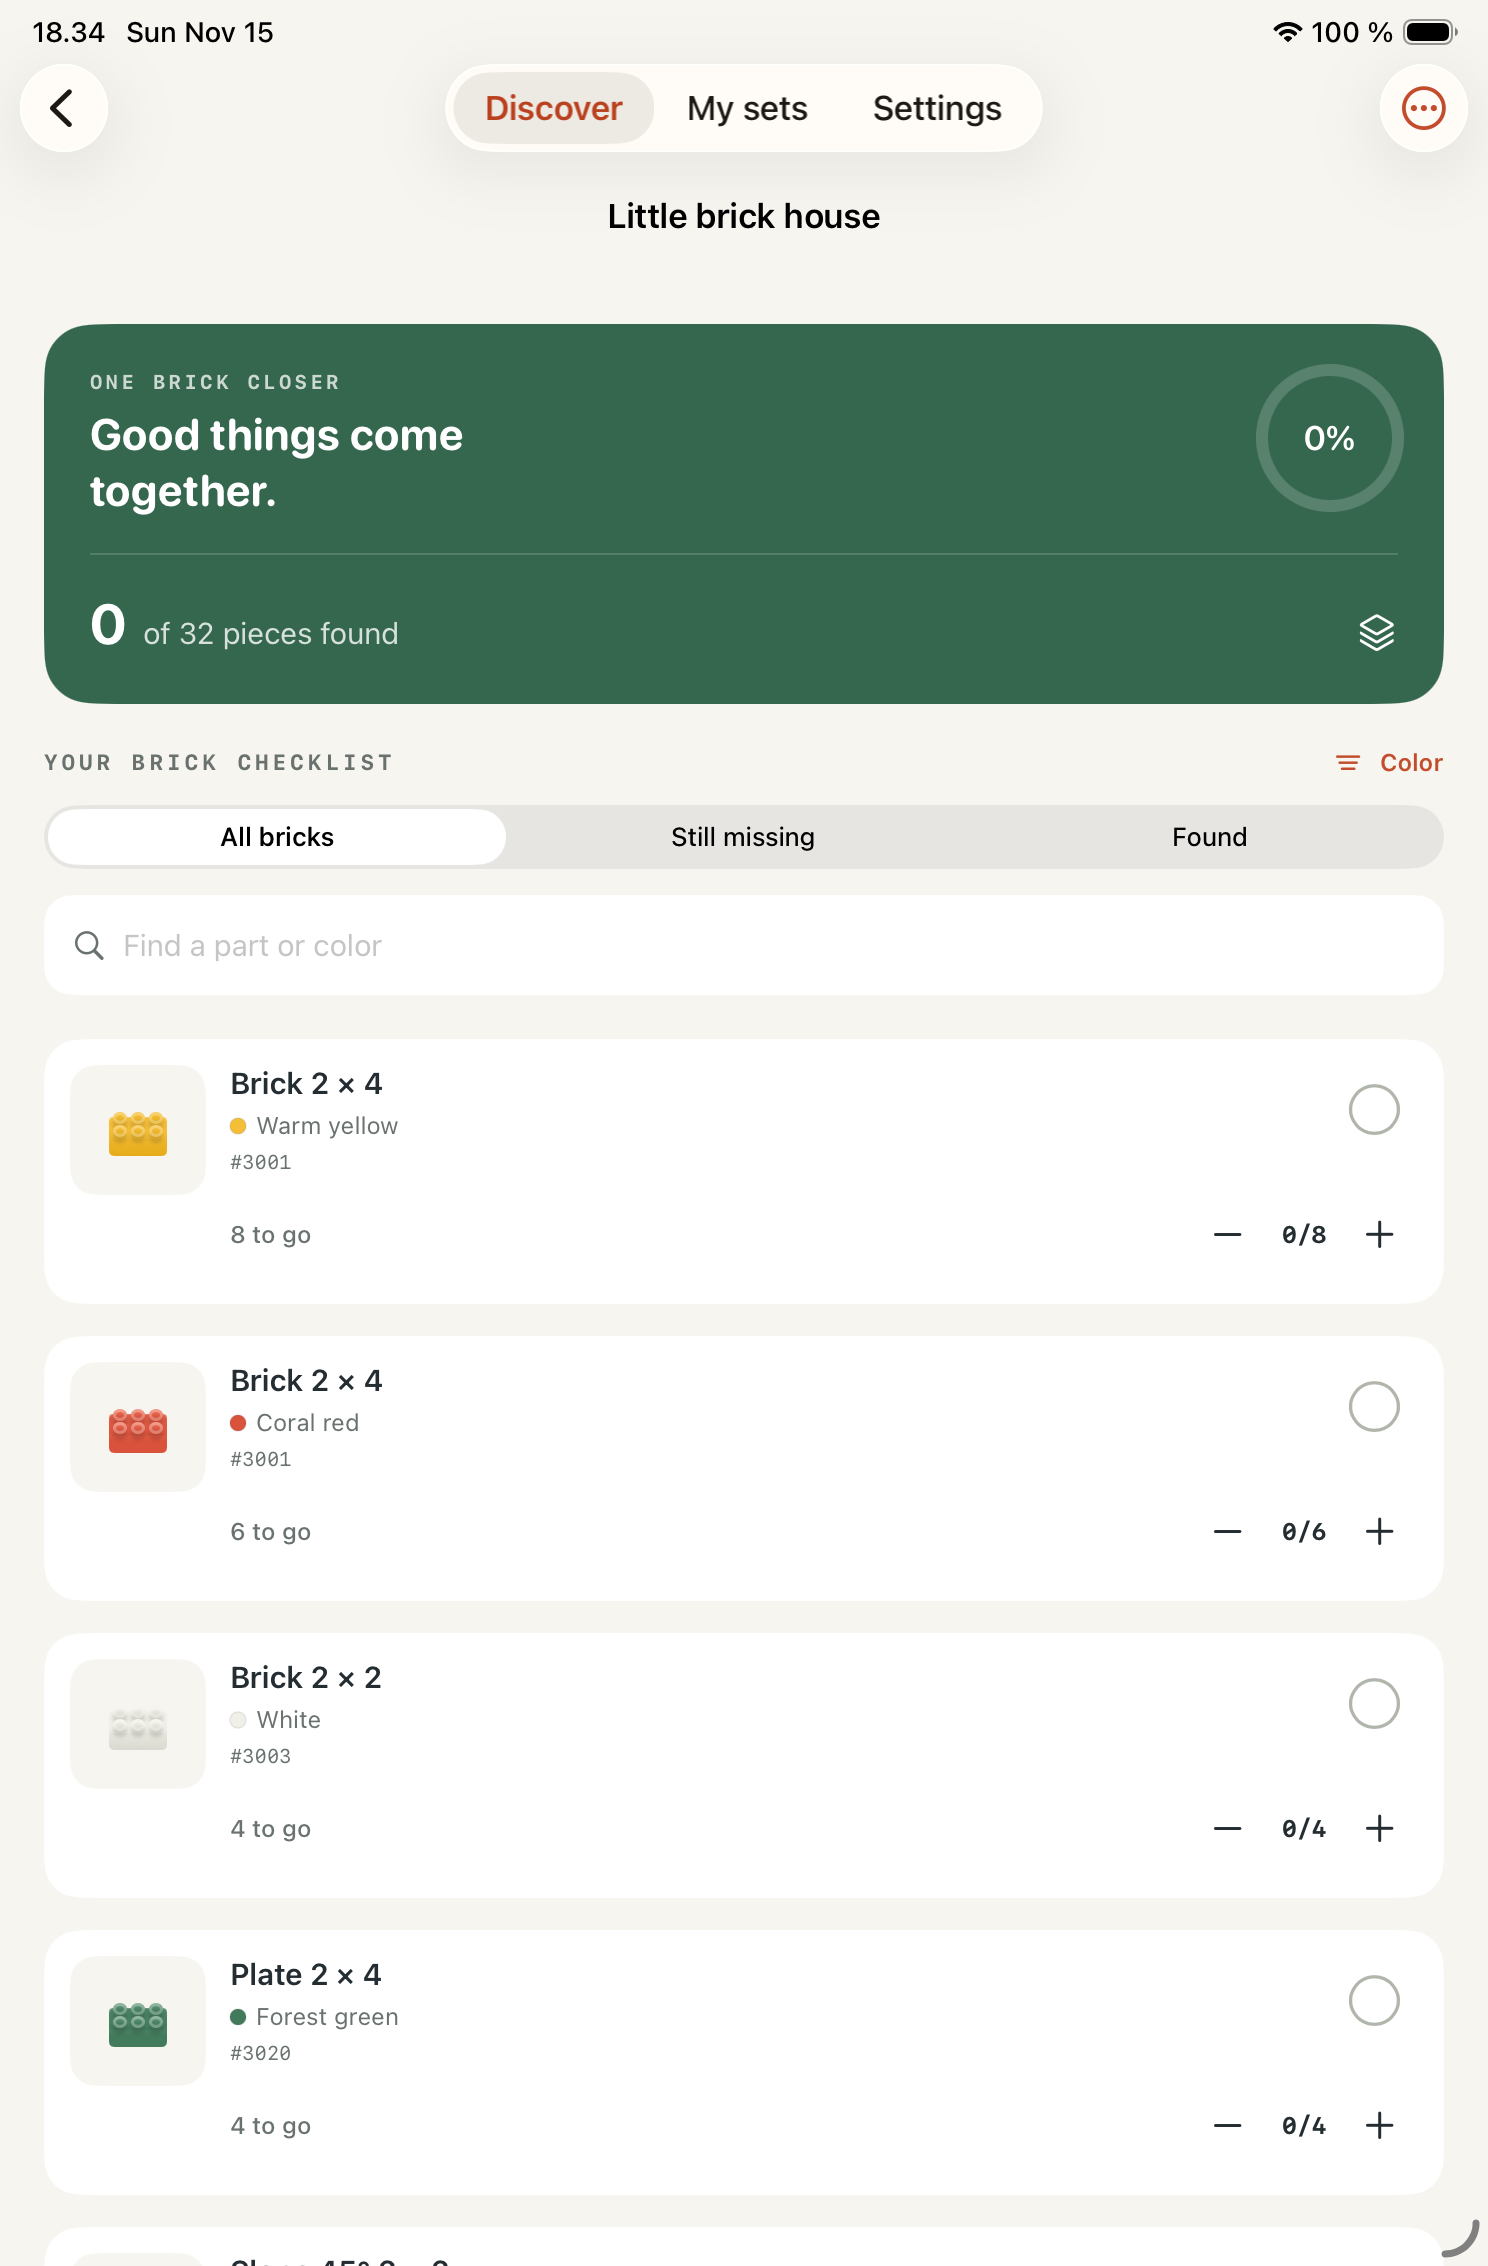 18.34 Sun Nov 15
100 %
Discover
My sets
Settings
Little brick house
ONE BRICK CLOSER
Good things come
together.
0%
0 of 32 pieces found
YOUR BRICK CHECKLIST
Color
All bricks
Still missing
Found
Find a part or color
Brick 2 × 4
Warm yellow
#3001
8 to go
0/8
Brick 2 × 4
Coral red
#3001
6 to go
0/6
Brick 2 × 2
White
#3003
4 to go
0/4
Plate 2 × 4
Forest green
#3020
4 to go
0/4